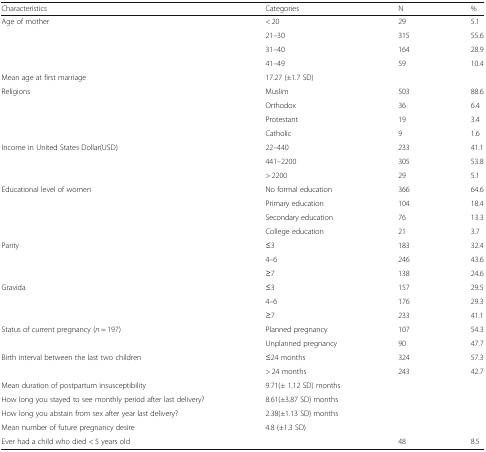 Characteristics Categories N %
Age of mother < 20 29 5.1
21–30 315 55.6
31–40 164 28.9
41–49 59 10.4
Mean age at first marriage 17.27 (±1.7 SD)
Religions Muslim 503 88.6
Orthodox 36 6.4
Protestant 19 3.4
Catholic 9 1.6
Income in United States Dollar(USD) 22–440 233 41.1
441–2200 305 53.8
> 2200 29 5.1
Educational level of women No formal education 366 64.6
Primary education 104 18.4
Secondary education 76 13.3
College education 21 3.7
Parity ≤3 183 32.4
4–6 246 43.6
≥7 138 24.6
Gravida ≤3 157 29.5
4–6 176 29.3
≥7 233 41.1
Status of current pregnancy (n = 197) Planned pregnancy 107 54.3
Unplanned pregnancy 90 47.7
Birth interval between the last two children ≤24 months 324 57.3
> 24 months 243 42.7
Mean duration of postpartum insusceptibility 9.71(± 1.12 SD) months
How long you stayed to see monthly period after last delivery? 8.61(±3.87 SD) months
How long you abstain from sex after year last delivery? 2.38(±1.13 SD) months
Mean number of future pregnancy desire 4.8 (±1.3 SD)
Ever had a child who died < 5 years old 48 8.5